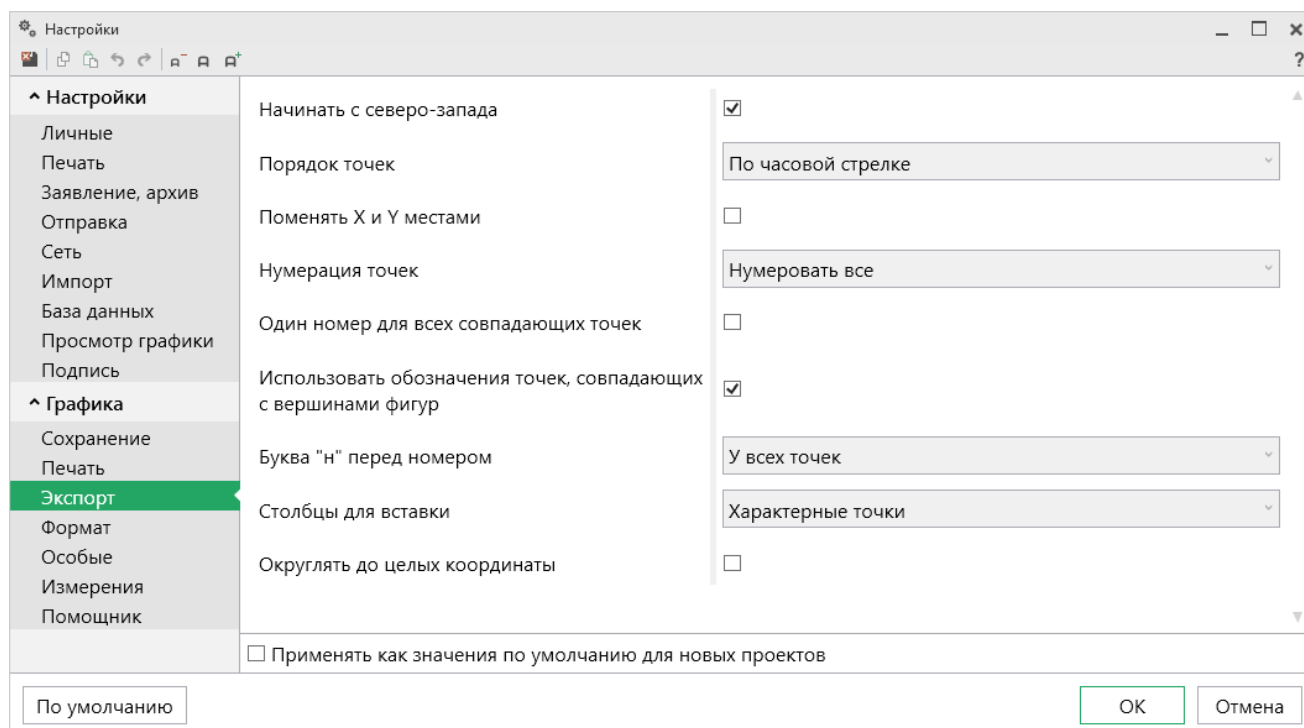 Настройки
?
Настройки
Личные
Печать
Заявление, архив
Отправка
Сеть
Импорт
База данных
Просмотр графики
Подпись
Графика
Сохранение
Печать
Экспорт
Формат
Особые
Измерения
Помощник
Начинать с северо-запада
Порядок точек
По часовой стрелке
Поменять X и Y местами
Нумерация точек
Нумеровать все
Один номер для всех совпадающих точек
Использовать обозначения точек, совпадающих
с вершинами фигур
Буква "н" перед номером
У всех точек
Столбцы для вставки
Характерные точки
Округлять до целых координаты
Применять как значения по умолчанию для новых проектов
По умолчанию
ОК
Отмена